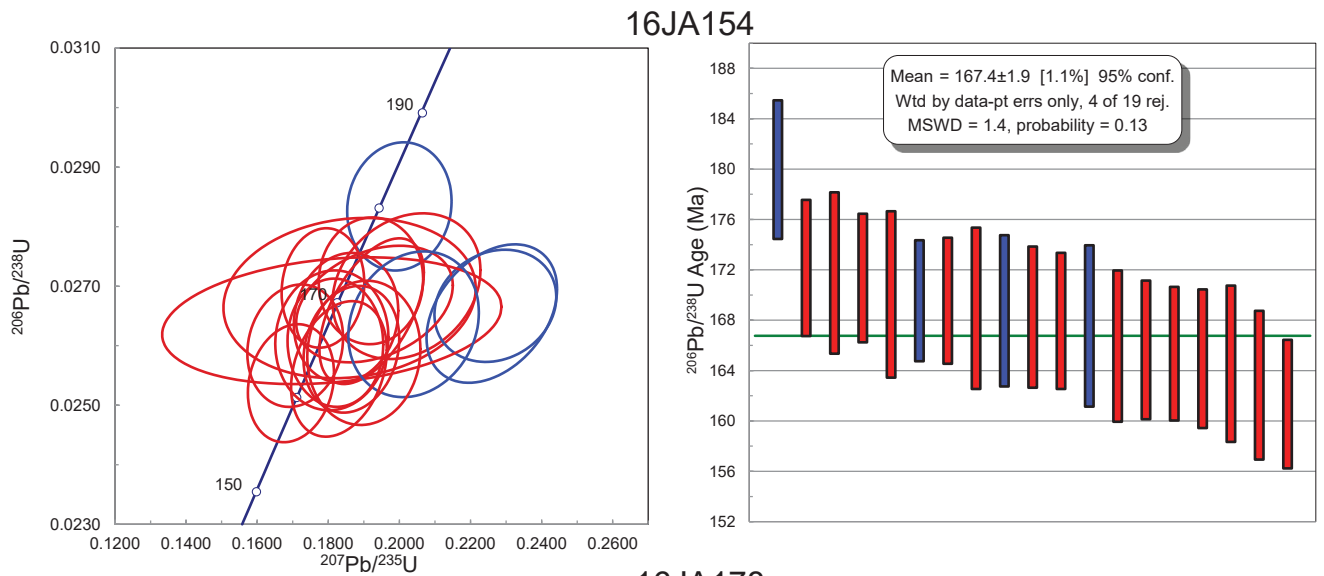 16JA154
0.0310
0.0290
0.0270
0.0250
0.0230
206Pb/238U
190
170
150
0.1200 0.1400 0.1600 0.1800 0.2000 0.2200 0.2400 0.2600
207Pb/235U
188
184
180
176
172
168
164
160
156
152
206Pb/238U Age (Ma)
Mean = 167.4±1.9 [1.1%] 95% conf.
Wtd by data-pt errs only, 4 of 19 rej.
MSWD = 1.4, probability = 0.13